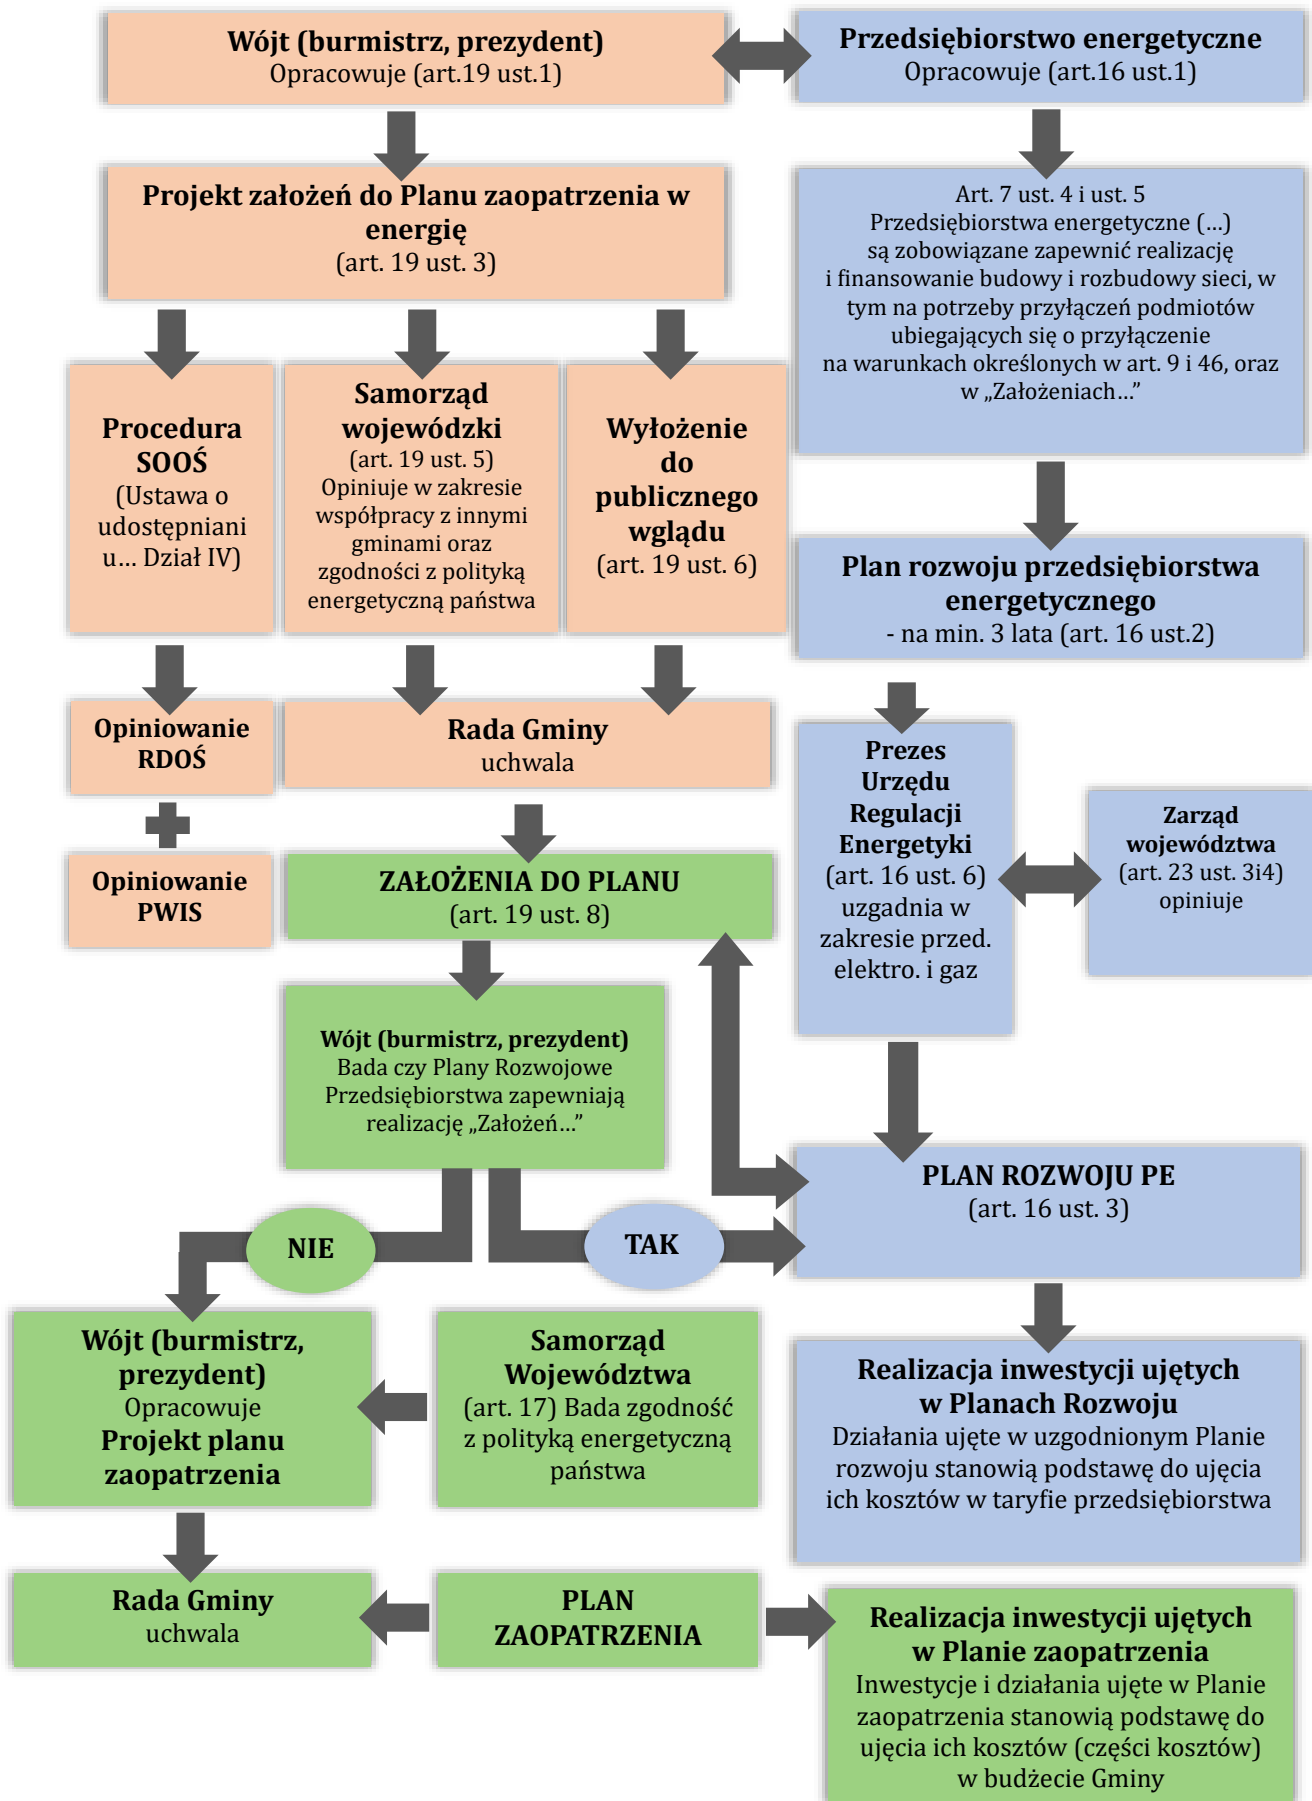 Wójt (burmistrz, prezydent)
Opracowuje (art.19 ust.1)
Przedsiębiorstwo energetyczne
Opracowuje (art.16 ust.1)
Projekt założeń do Planu zaopatrzenia w
energię
(art. 19 ust. 3)
Art. 7 ust. 4 i ust. 5
Przedsiębiorstwa energetyczne (…)
są zobowiązane zapewnić realizację
i finansowanie budowy i rozbudowy sieci, w
tym na potrzeby przyłączeń podmiotów
ubiegających się o przyłączenie
na warunkach określonych w art. 9 i 46, oraz
w „Założeniach…”
Procedura
SOOŚ
(Ustawa o
udostępniani
u… Dział IV)
Samorząd
wojewódzki
(art. 19 ust. 5)
Opiniuje w zakresie
współpracy z innymi
gminami oraz
zgodności z polityką
energetyczną państwa
Wyłożenie
do
publicznego
wglądu
(art. 19 ust. 6)
Plan rozwoju przedsiębiorstwa
energetycznego
- na min. 3 lata (art. 16 ust.2)
Opiniowanie
RDOŚ
Rada Gminy
uchwala
Prezes
Urzędu
Regulacji
Energetyki
(art. 16 ust. 6)
uzgadnia w
zakresie przed.
elektro. i gaz
Zarząd
województwa
(art. 23 ust. 3i4)
opiniuje
Opiniowanie
PWIS
ZAŁOŻENIA DO PLANU
(art. 19 ust. 8)
Wójt (burmistrz, prezydent)
Bada czy Plany Rozwojowe
Przedsiębiorstwa zapewniają
realizację „Założeń…”
PLAN ROZWOJU PE
(art. 16 ust. 3)
NIE
TAK
Wójt (burmistrz,
prezydent)
Opracowuje
Projekt planu
zaopatrzenia
Samorząd
Województwa
(art. 17) Bada zgodność
z polityką energetyczną
państwa
Realizacja inwestycji ujętych
w Planach Rozwoju
Działania ujęte w uzgodnionym Planie
rozwoju stanowią podstawę do ujęcia
ich kosztów w taryfie przedsiębiorstwa
Rada Gminy
uchwala
PLAN
ZAOPATRZENIA
Realizacja inwestycji ujętych
w Planie zaopatrzenia
Inwestycje i działania ujęte w Planie
zaopatrzenia stanowią podstawę do
ujęcia ich kosztów (części kosztów)
w budżecie Gminy